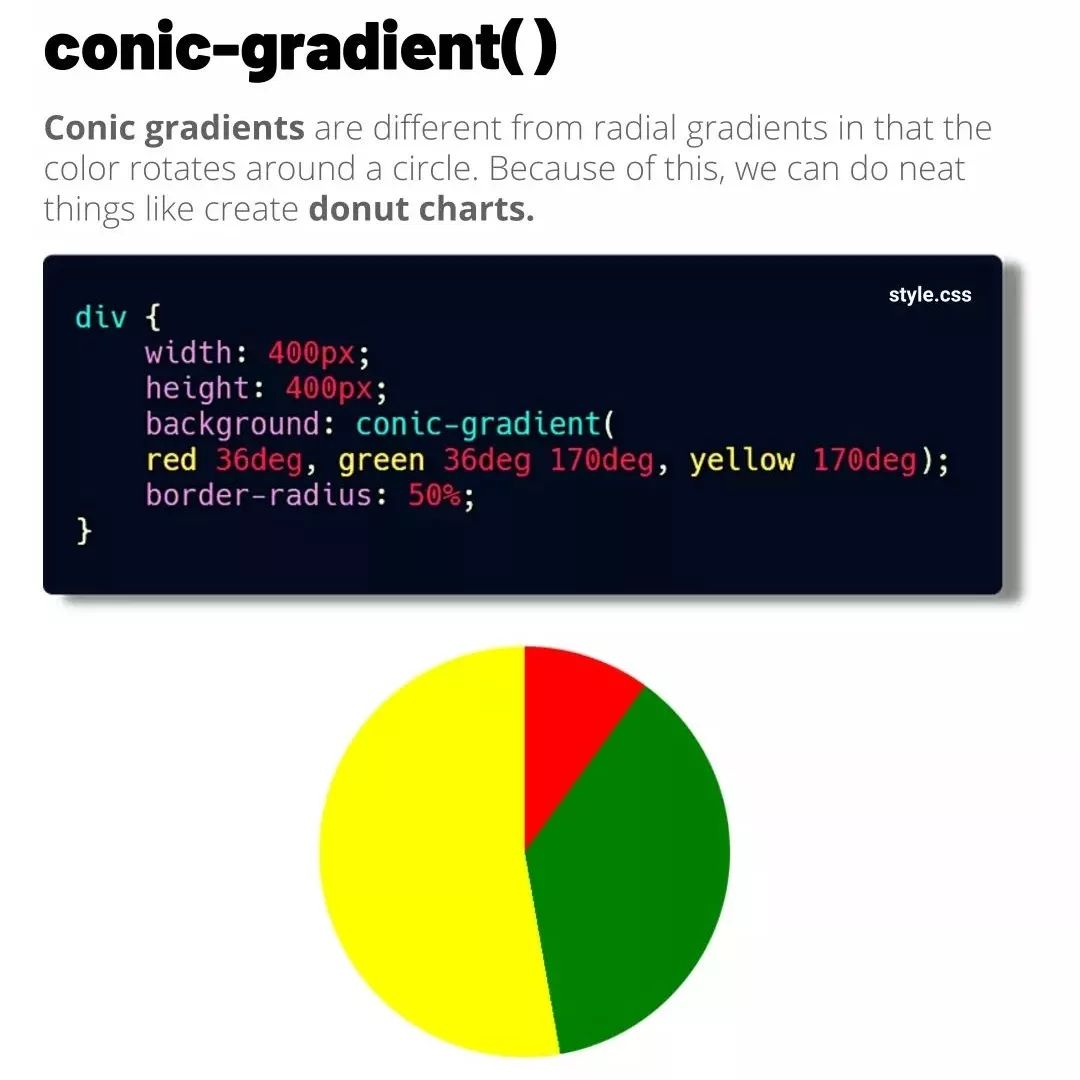 conic-gradient()
Conic gradients are different from radial gradients in that the
color rotates around a circle. Because of this, we can do neat
things like create donut charts.
style.css
div {
    width: 400px;
    height: 400px;
    background: conic-gradient(
    red 36deg, green 36deg 170deg, yellow 170deg);
    border-radius: 50%;
}